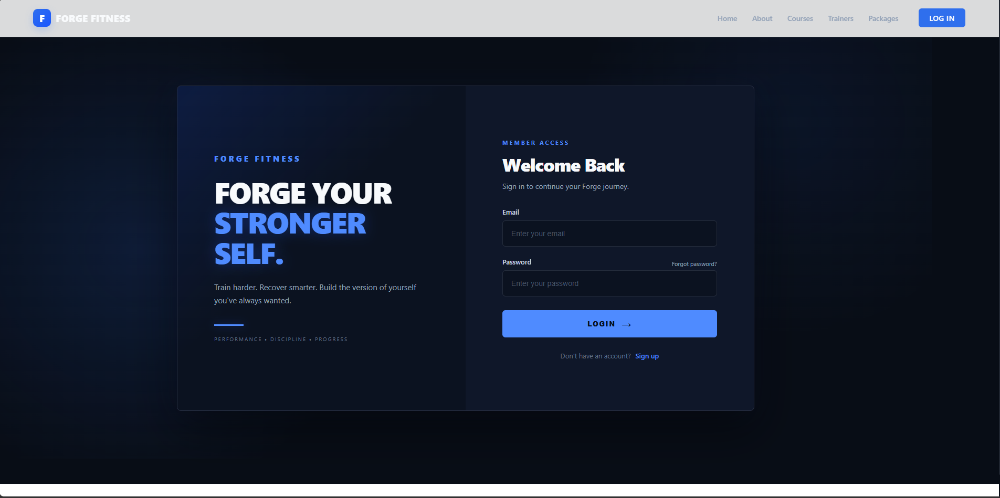 F FORGE FITNESS
Home About Courses Trainers Packages LOG IN
FORGE FITNESS
FORGE YOUR
STRONGER
SELF.
Train harder. Recover smarter. Build the version of yourself
you've always wanted.
PERFORMANCE • DISCIPLINE • PROGRESS
MEMBER ACCESS
Welcome Back
Sign in to continue your Forge journey.
Email
Enter your email
Password Forgot password?
Enter your password
LOGIN →
Don't have an account? Sign up